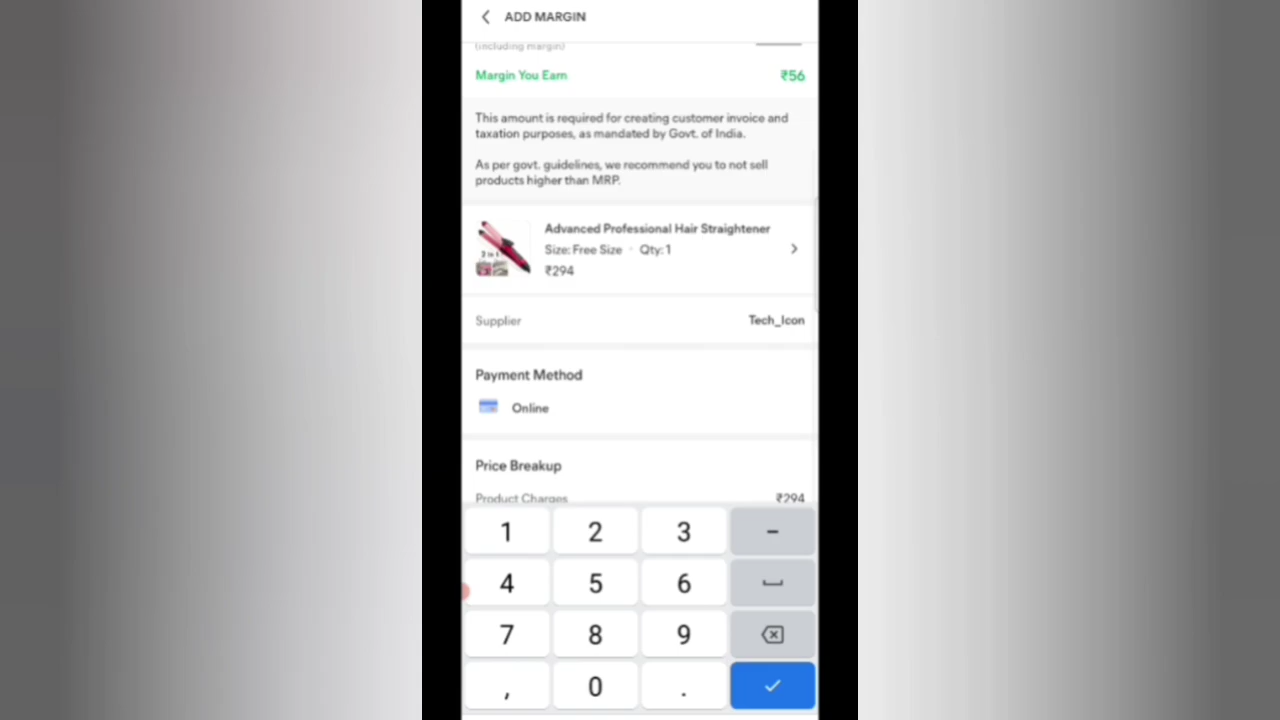 ADD MARGIN
(including margin)
Margin You Earn ₹56
This amount is required for creating customer invoice and
taxation purposes, as mandated by Govt. of India.
As per govt. guidelines, we recommend you to not sell
products higher than MRP.
Advanced Professional Hair Straightener
Size: Free Size · Qty: 1
₹294
Supplier Tech_Icon
Payment Method
Online
Price Breakup
Product Charges ₹294
1 2 3 –
4 5 6
7 8 9
, 0 .